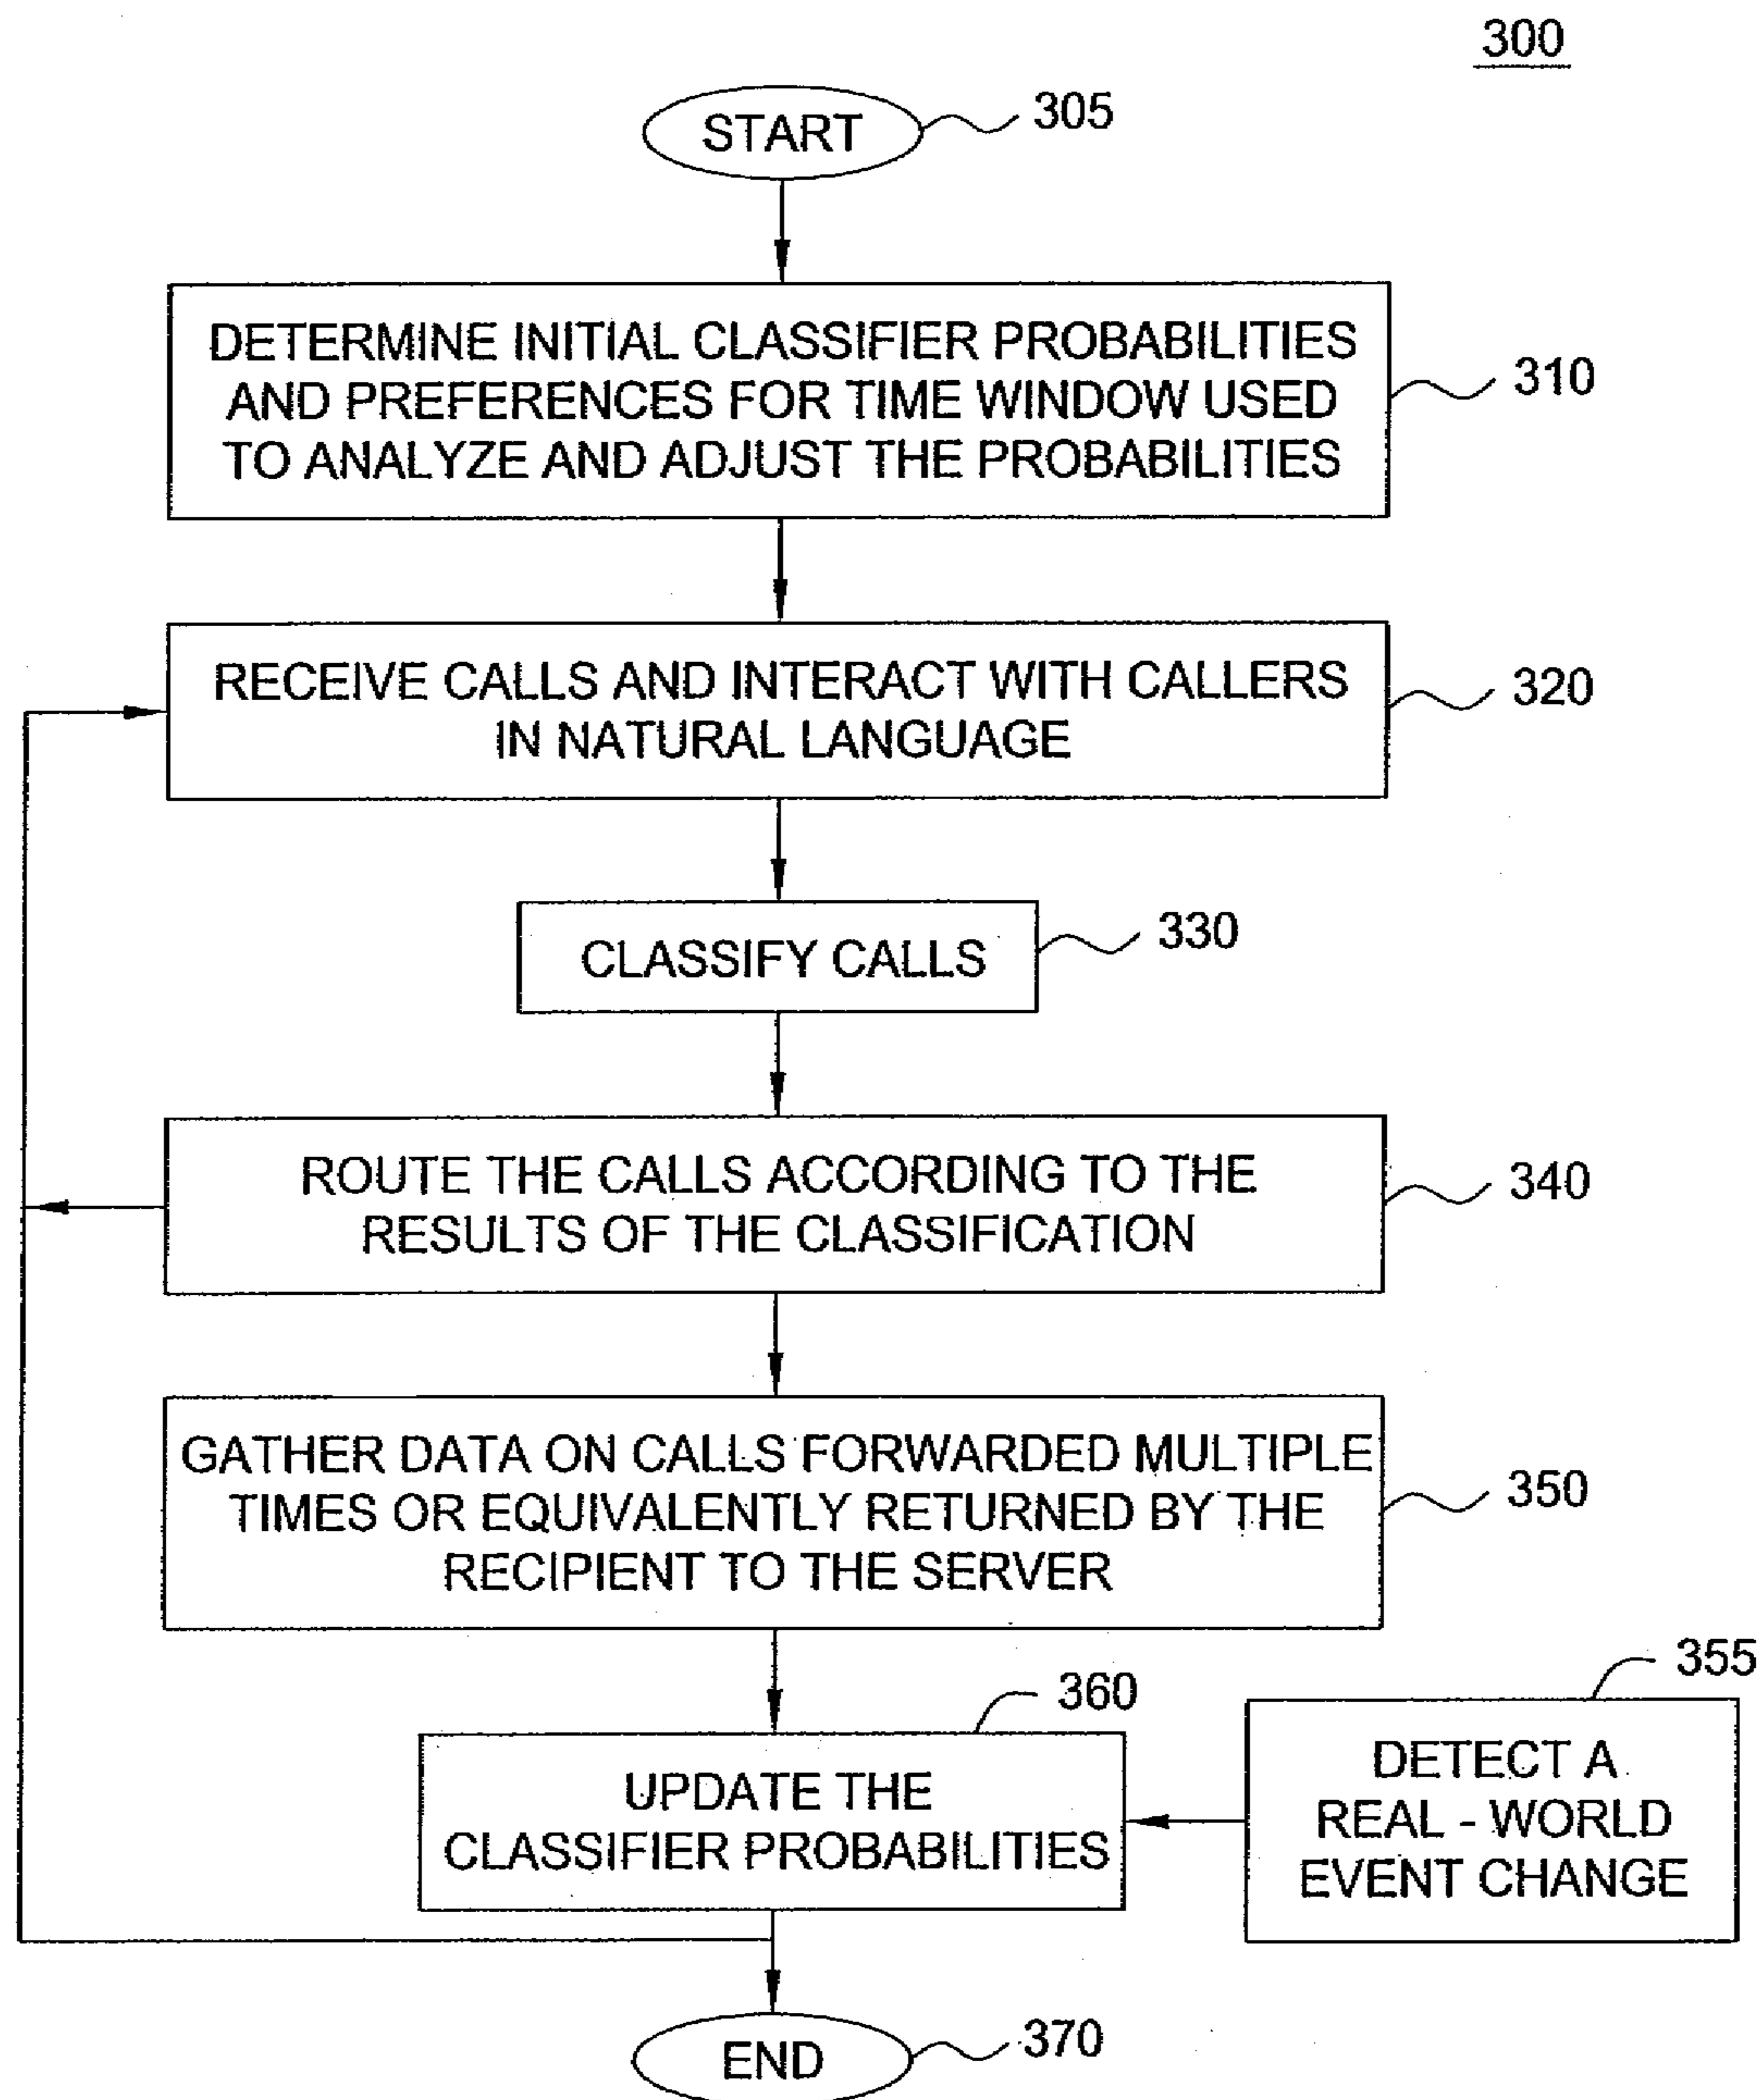 300
START
305
DETERMINE INITIAL CLASSIFIER PROBABILITIES
AND PREFERENCES FOR TIME WINDOW USED
TO ANALYZE AND ADJUST THE PROBABILITIES
310
RECEIVE CALLS AND INTERACT WITH CALLERS
IN NATURAL LANGUAGE
320
CLASSIFY CALLS
330
ROUTE THE CALLS ACCORDING TO THE
RESULTS OF THE CLASSIFICATION
340
GATHER DATA ON CALLS FORWARDED MULTIPLE
TIMES OR EQUIVALENTLY RETURNED BY THE
RECIPIENT TO THE SERVER
350
UPDATE THE
CLASSIFIER PROBABILITIES
360
DETECT A
REAL - WORLD
EVENT CHANGE
355
END
370